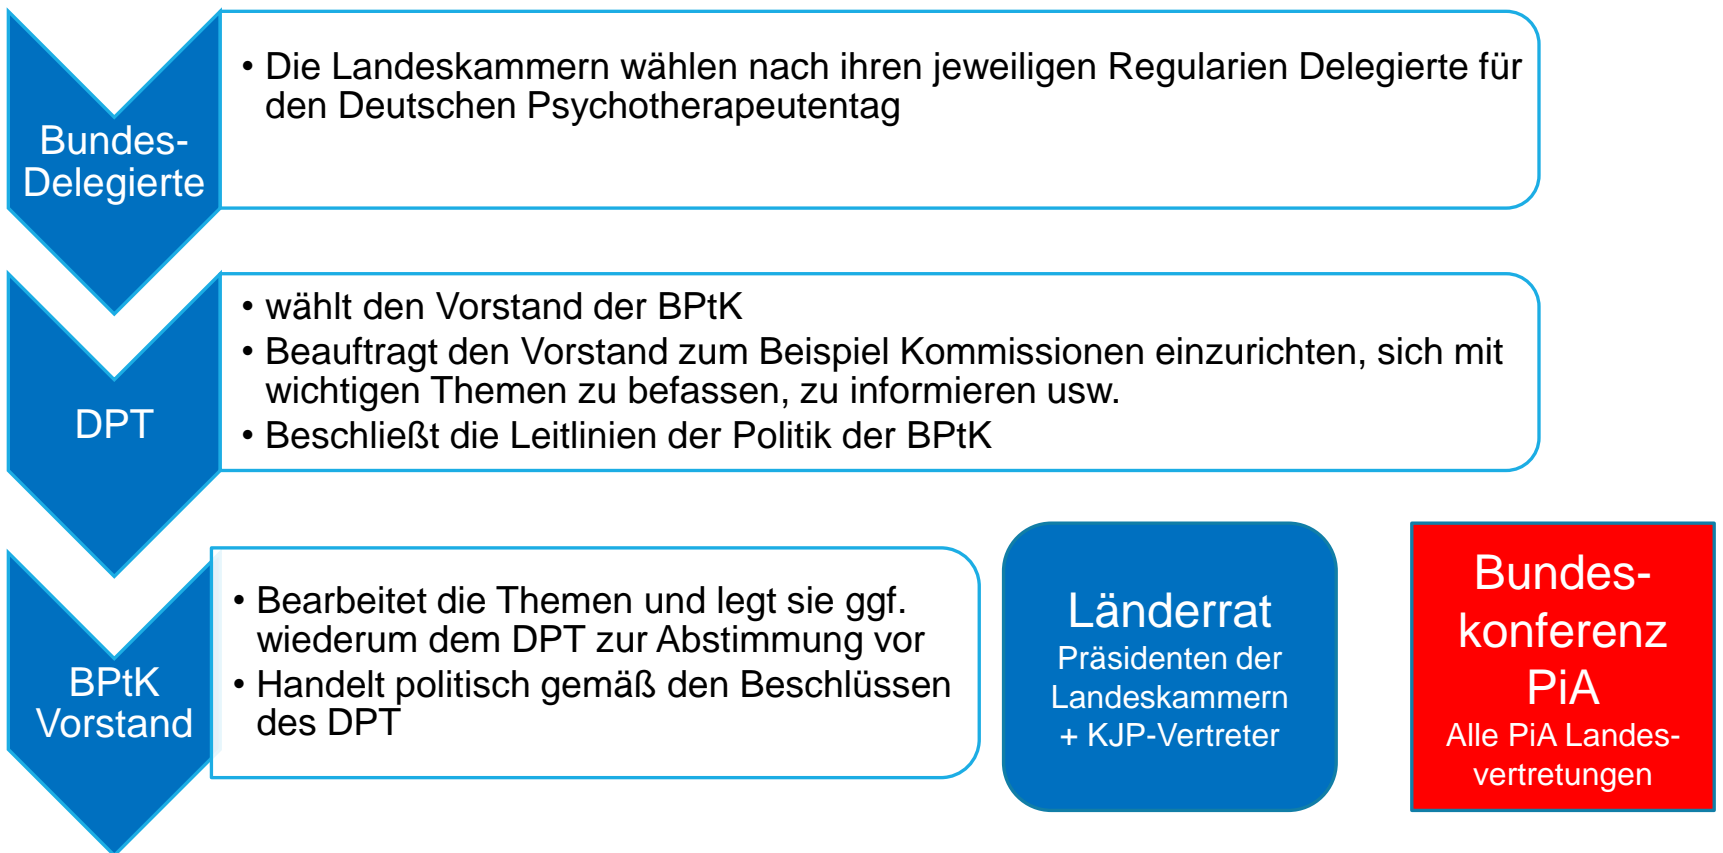 Bundes-
Delegierte
• Die Landeskammern wählen nach ihren jeweiligen Regularien Delegierte für
den Deutschen Psychotherapeutentag
DPT
• wählt den Vorstand der BPtK
• Beauftragt den Vorstand zum Beispiel Kommissionen einzurichten, sich mit
wichtigen Themen zu befassen, zu informieren usw.
• Beschließt die Leitlinien der Politik der BPtK
BPtK
Vorstand
• Bearbeitet die Themen und legt sie ggf.
wiederum dem DPT zur Abstimmung vor
• Handelt politisch gemäß den Beschlüssen
des DPT
Länderrat
Präsidenten der
Landeskammern
+ KJP-Vertreter
Bundes-
konferenz
PiA
Alle PiA Landes-
vertretungen